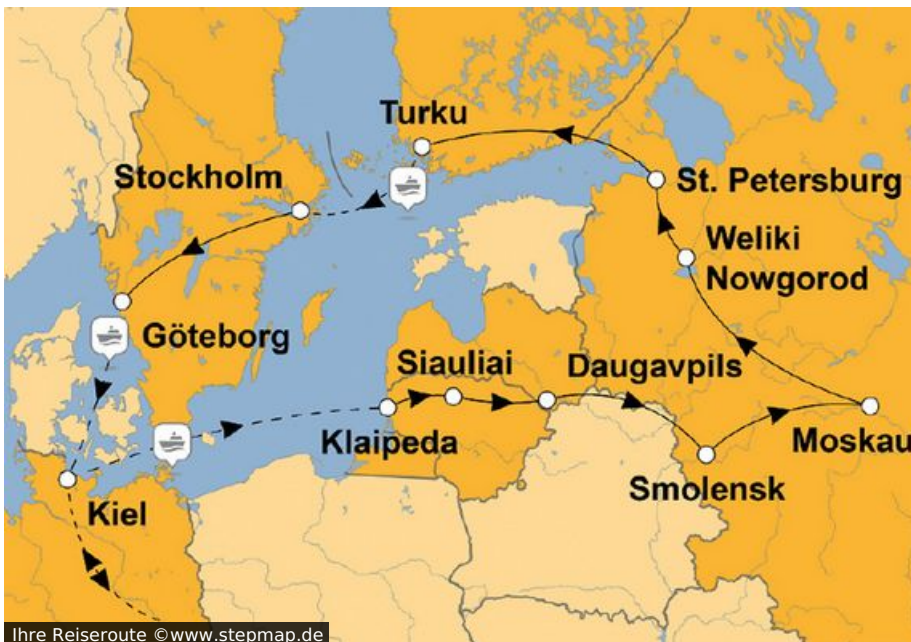 Turku
Stockholm
St. Petersburg
Weliki
Nowgorod
Göteborg
Siauliai
Daugavpils
Klaipeda
Moskau
Smolensk
Kiel
Ihre Reiseroute ©www.stepmap.de